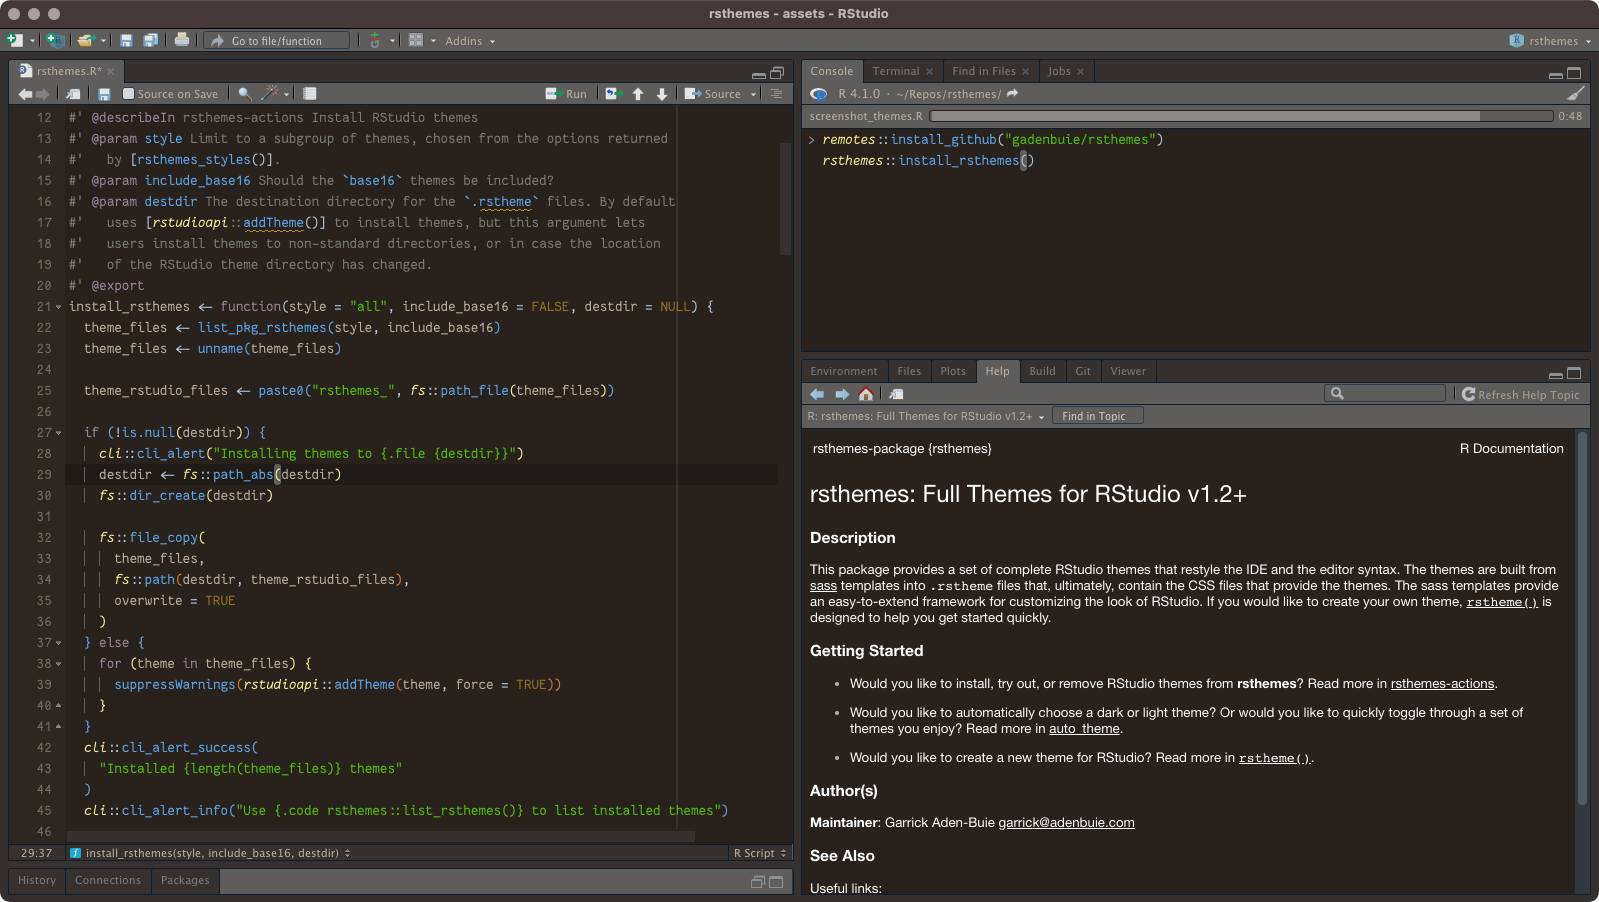 rsthemes - assets - RStudio
Go to file/function
Addins
rsthemes
rsthemes.R*
Source on Save
Run
Source
12 #' @describeIn rsthemes-actions Install RStudio themes
13 #' @param style Limit to a subgroup of themes, chosen from the options returned
14 #'   by [rsthemes_styles()].
15 #' @param include_base16 Should the `base16` themes be included?
16 #' @param destdir The destination directory for the `.rstheme` files. By default
17 #'   uses [rstudioapi::addTheme()] to install themes, but this argument lets
18 #'   users install themes to non-standard directories, or in case the location
19 #'   of the RStudio theme directory has changed.
20 #' @export
21 install_rsthemes <- function(style = "all", include_base16 = FALSE, destdir = NULL) {
22   theme_files <- list_pkg_rsthemes(style, include_base16)
23   theme_files <- unname(theme_files)
24
25   theme_rstudio_files <- paste0("rsthemes_", fs::path_file(theme_files))
26
27   if (!is.null(destdir)) {
28     cli::cli_alert("Installing themes to {.file {destdir}}")
29     destdir <- fs::path_abs(destdir)
30     fs::dir_create(destdir)
31
32     fs::file_copy(
33       theme_files,
34       fs::path(destdir, theme_rstudio_files),
35       overwrite = TRUE
36     )
37   } else {
38     for (theme in theme_files) {
39       suppressWarnings(rstudioapi::addTheme(theme, force = TRUE))
40     }
41   }
42   cli::cli_alert_success(
43     "Installed {length(theme_files)} themes"
44   )
45   cli::cli_alert_info("Use {.code rsthemes::list_rsthemes()} to list installed themes")
46
29:37 install_rsthemes(style, include_base16, destdir) R Script
History Connections Packages
Console Terminal Find in Files Jobs
R 4.1.0 · ~/Repos/rsthemes/
screenshot_themes.R 0:48
> remotes::install_github("gadenbuie/rsthemes")
rsthemes::install_rsthemes()
Environment Files Plots Help Build Git Viewer
Refresh Help Topic
R: rsthemes: Full Themes for RStudio v1.2+ Find in Topic
rsthemes-package {rsthemes} R Documentation
rsthemes: Full Themes for RStudio v1.2+
Description
This package provides a set of complete RStudio themes that restyle the IDE and the editor syntax. The themes are built from
sass templates into .rstheme files that, ultimately, contain the CSS files that provide the themes. The sass templates provide
an easy-to-extend framework for customizing the look of RStudio. If you would like to create your own theme, rstheme() is
designed to help you get started quickly.
Getting Started
• Would you like to install, try out, or remove RStudio themes from rsthemes? Read more in rsthemes-actions.
• Would you like to automatically choose a dark or light theme? Or would you like to quickly toggle through a set of
themes you enjoy? Read more in auto_theme.
• Would you like to create a new theme for RStudio? Read more in rstheme().
Author(s)
Maintainer: Garrick Aden-Buie garrick@adenbuie.com
See Also
Useful links: